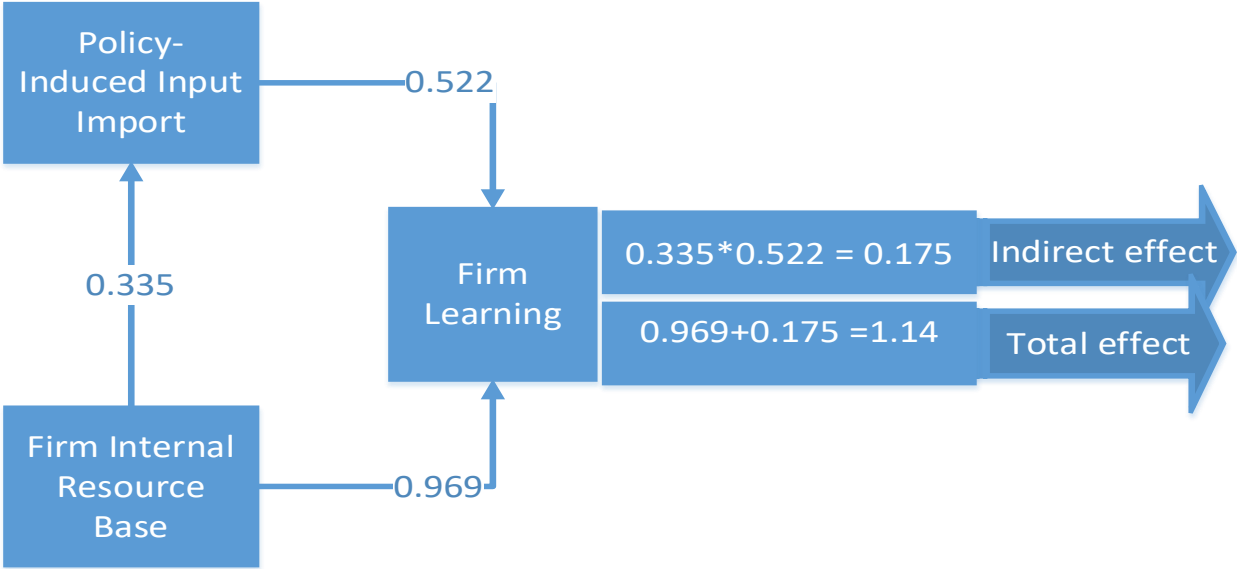 Policy-
Induced Input
Import
0.522
0.335
Firm
Learning
0.335*0.522 = 0.175
Indirect effect
0.969+0.175 =1.14
Total effect
Firm Internal
Resource
Base
0.969